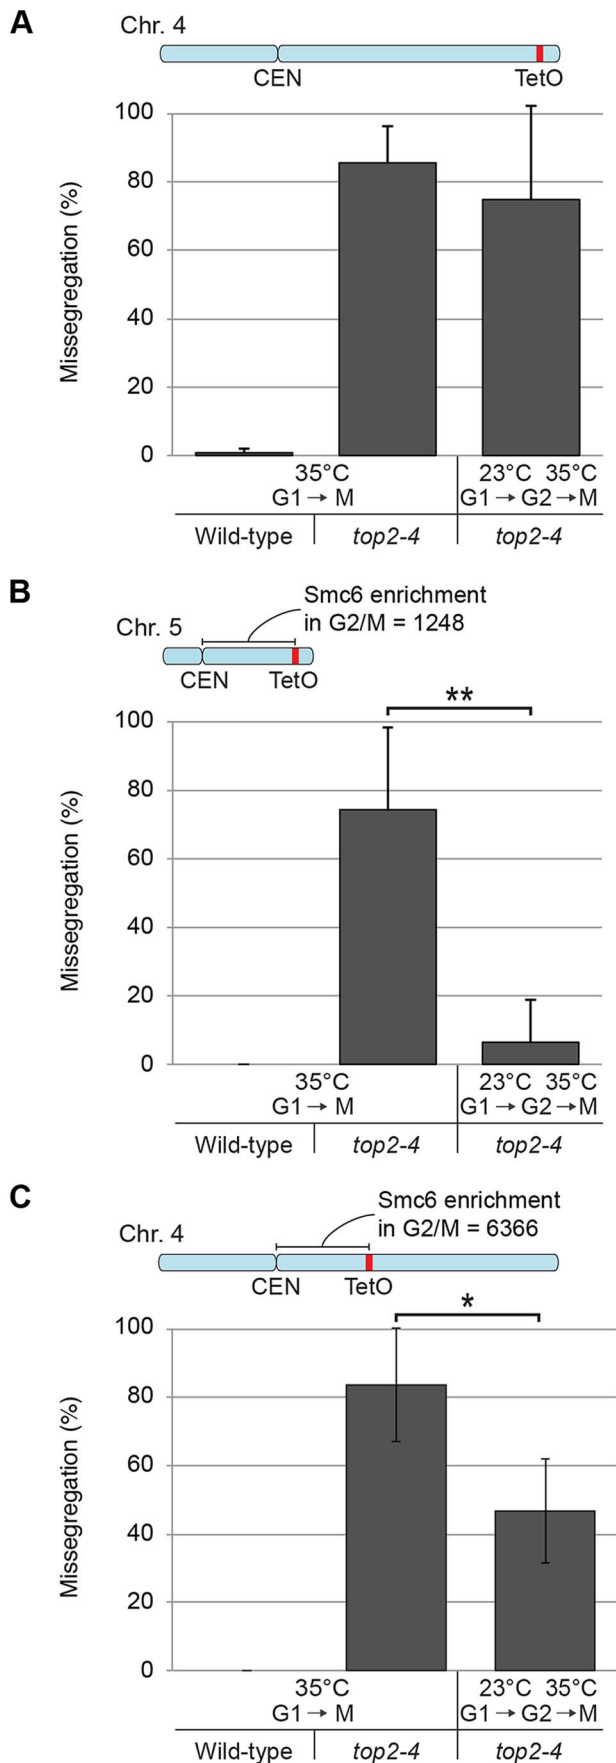 A
Chr. 4
CEN TetO
100
80
60
40
20
0
Missegregation (%)
35°C 23°C 35°C
G1 → M G1 → G2 → M
Wild-type top2-4 top2-4
B
Smc6 enrichment
in G2/M = 1248
Chr. 5
CEN TetO
**
100
80
60
40
20
0
Missegregation (%)
35°C 23°C 35°C
G1 → M G1 → G2 → M
Wild-type top2-4 top2-4
C
Smc6 enrichment
in G2/M = 6366
Chr. 4
CEN TetO
*
100
80
60
40
20
0
Missegregation (%)
35°C 23°C 35°C
G1 → M G1 → G2 → M
Wild-type top2-4 top2-4